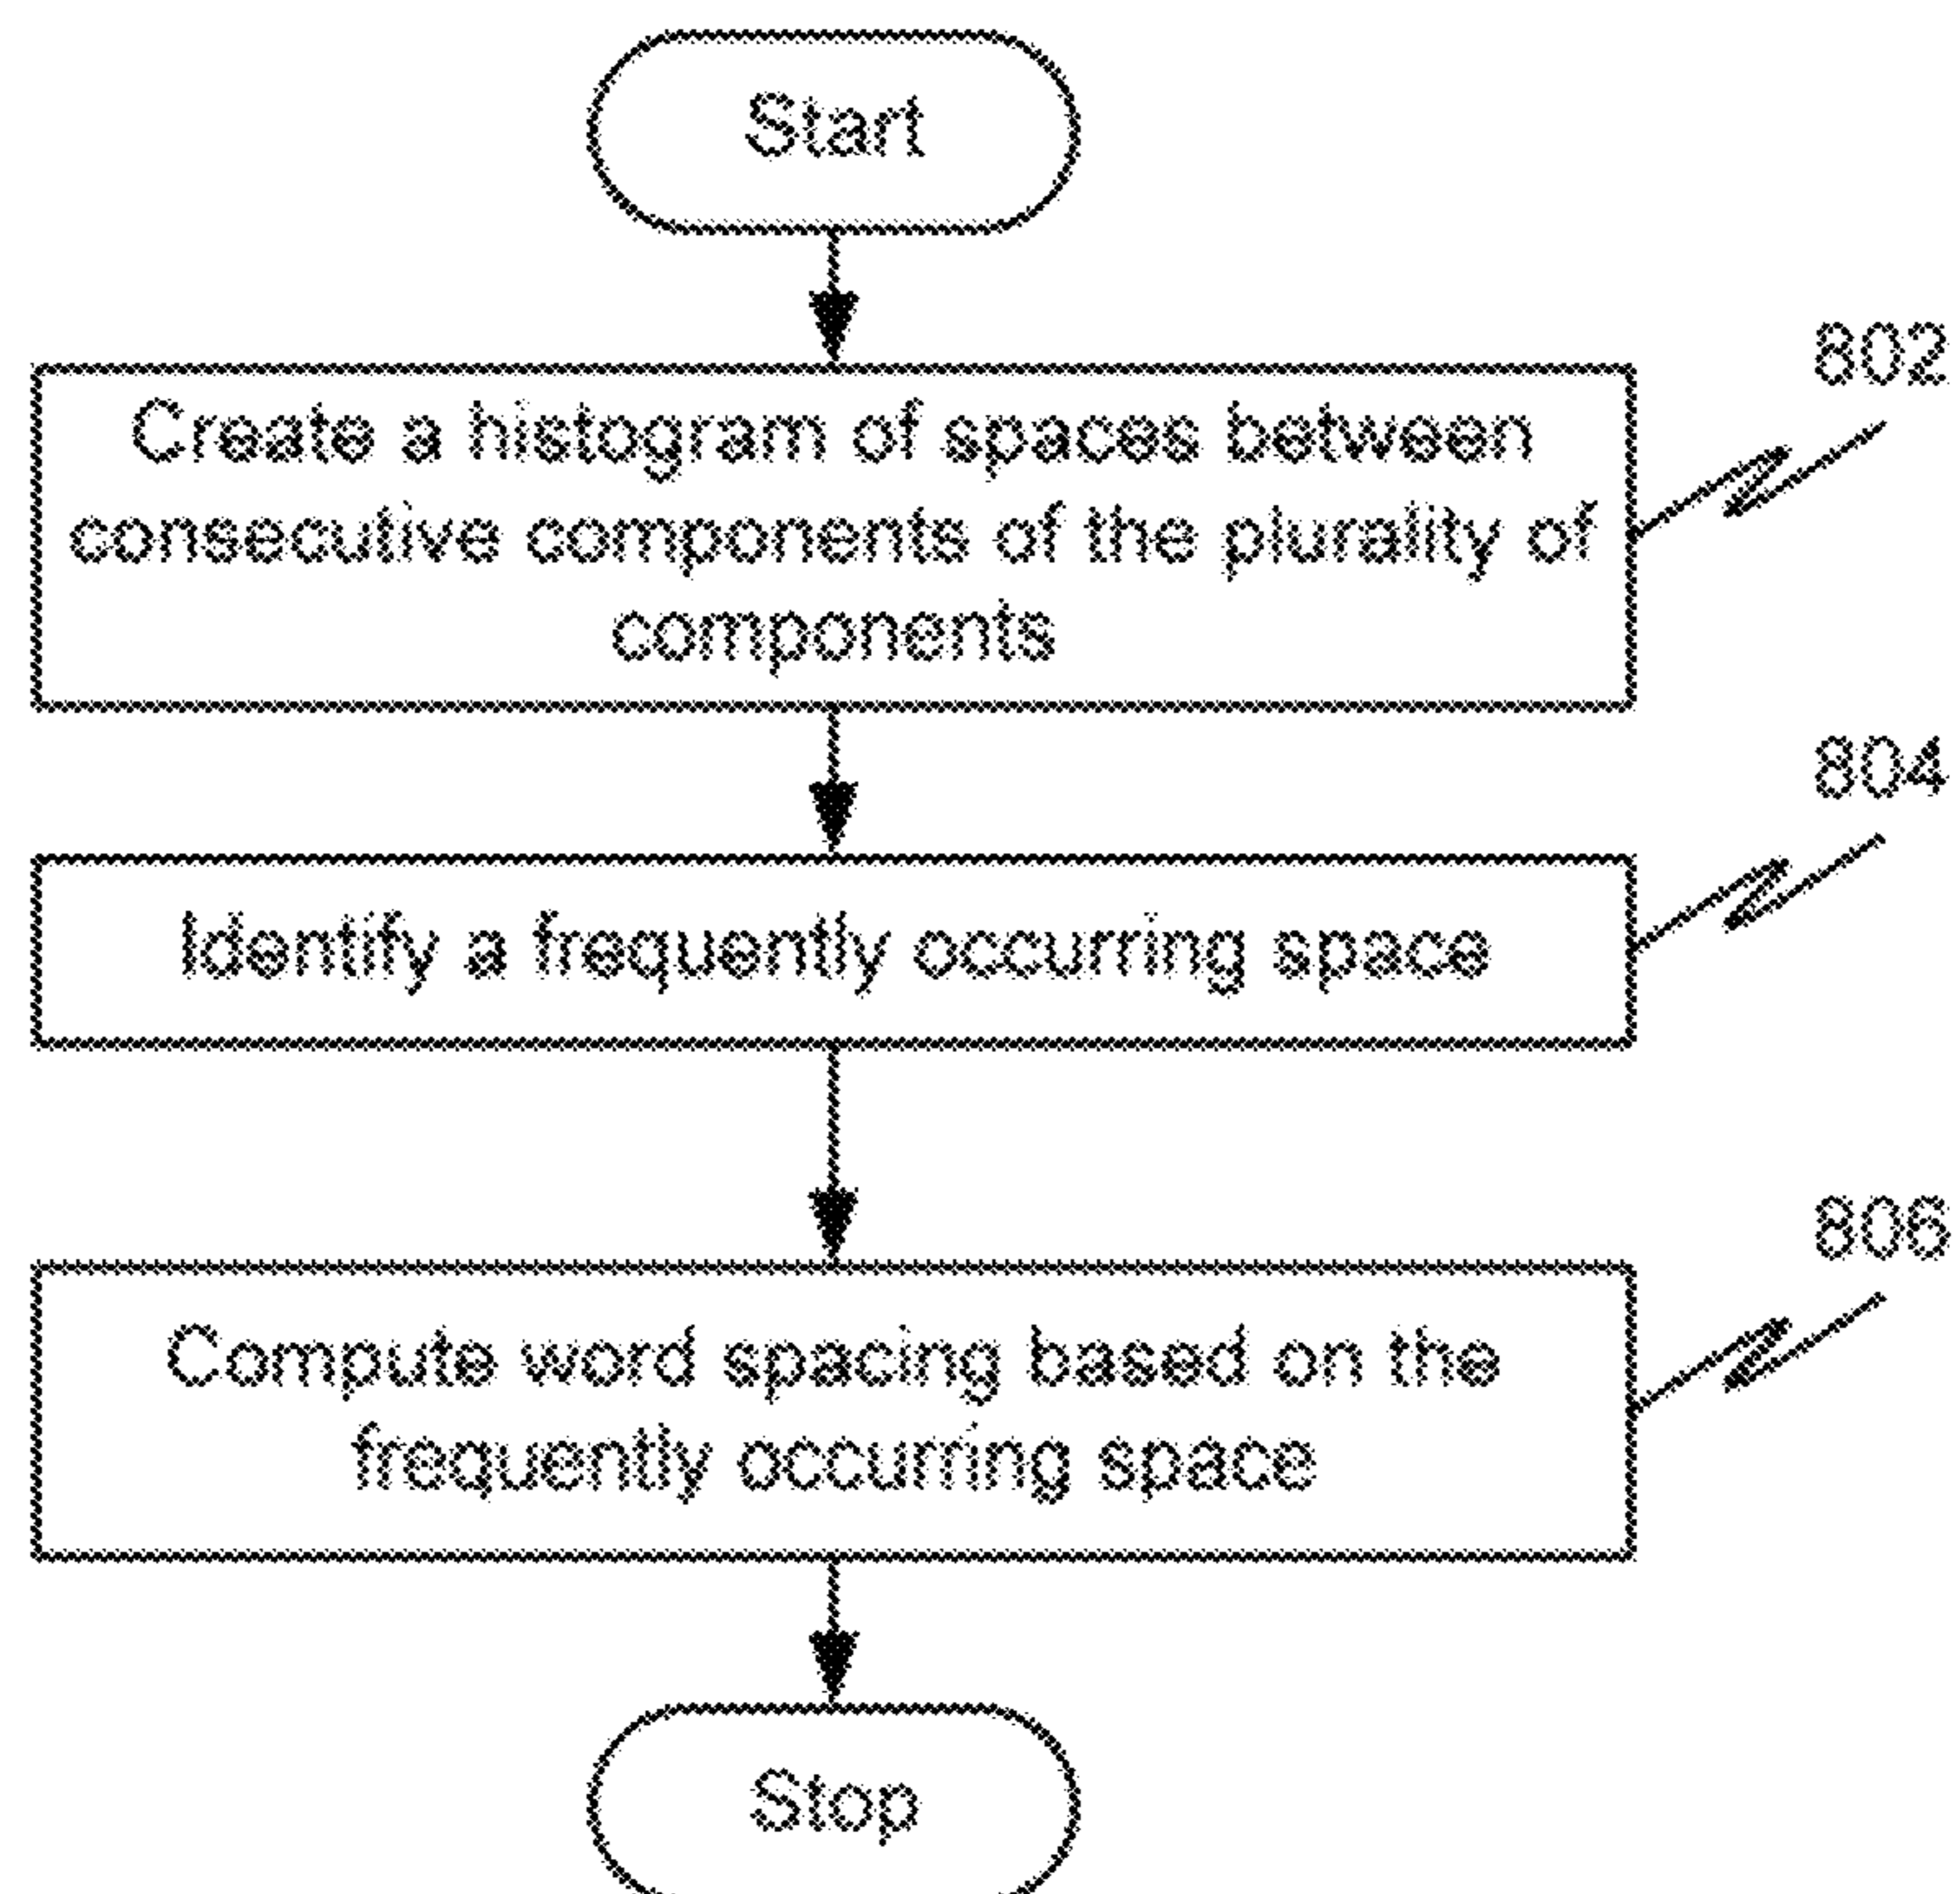 Start
802
Create a histogram of spaces between
consecutive components of the plurality of
components
804
Identify a frequently occurring space
806
Compute word spacing based on the
frequently occurring space
Stop